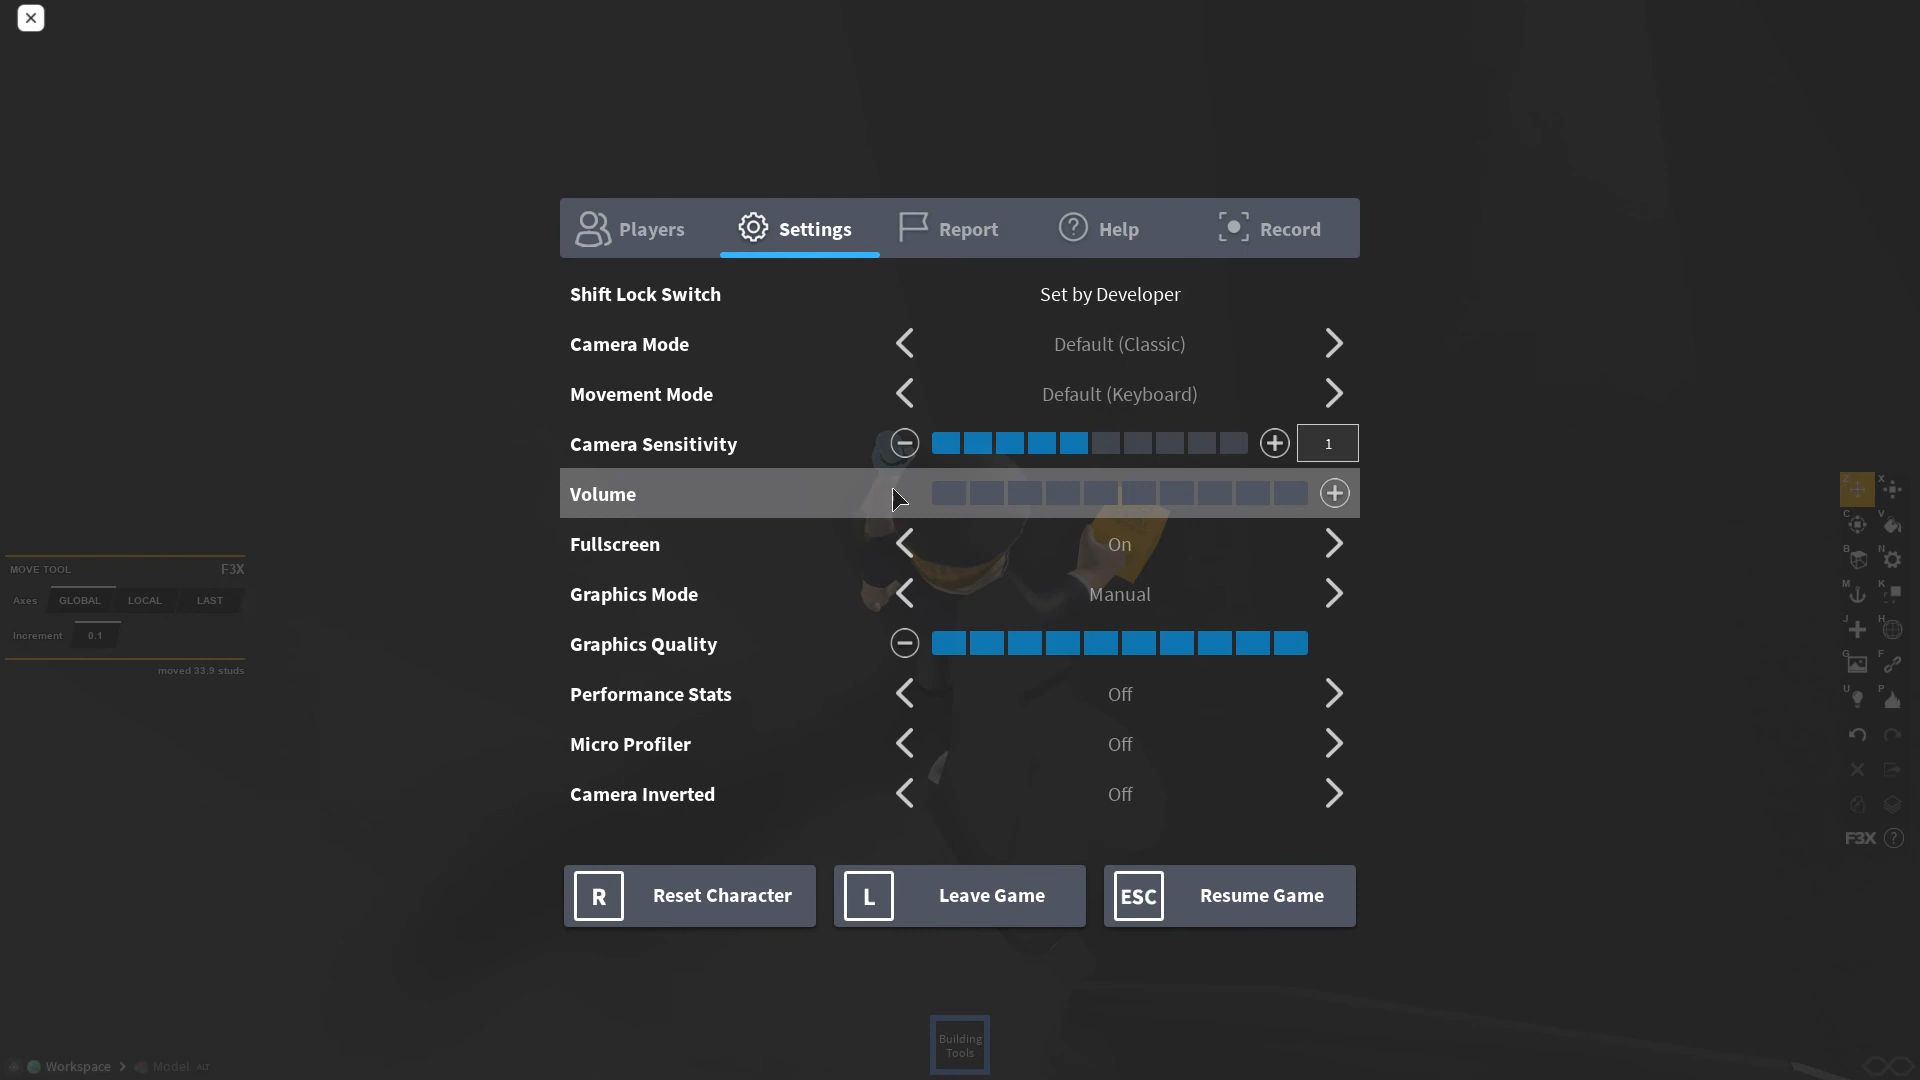 Players
Settings
Report
Help
Record
Shift Lock Switch
Set by Developer
Camera Mode
Default (Classic)
Movement Mode
Default (Keyboard)
Camera Sensitivity
1
Volume
Fullscreen
On
Graphics Mode
Manual
Graphics Quality
Performance Stats
Off
Micro Profiler
Off
Camera Inverted
Off
R Reset Character
L Leave Game
ESC Resume Game
MOVE TOOL F3X
Axes GLOBAL LOCAL LAST
Increment 0.1
moved 33.9 studs
Z X
C V
B N
M K
J H
G F
U P
F3X
Building
Tools
Workspace Model ALT